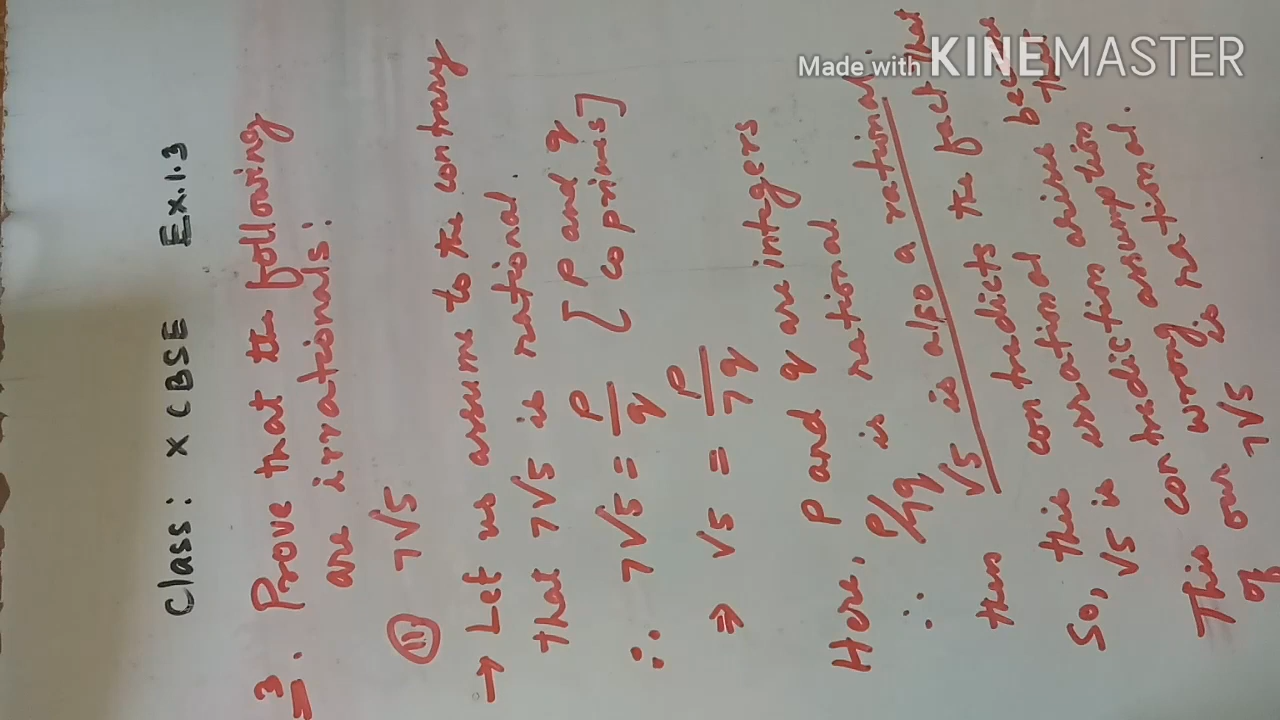 Class: X CBSE Ex.1.3
3. Prove that the following
are irrationals:
(ii) 7√5
→ Let us assume to the contrary
that 7√5 is rational.
∴ 7√5 = p/q [p and q
co primes]
⇒ √5 = p/7q
Here, p and q are integers
∴ p/7q is rational
then √5 is also a rational.
So, this contradicts the fact that
√5 is irrational
This contradiction arise because
of our wrong assumption that
7√5 is rational.
Made with KINEMASTER